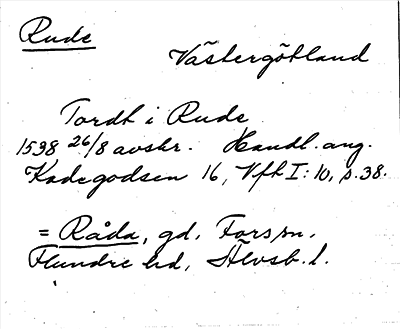 Rude
Västergötland
Tordh i Rude
1538 26/8 avskr. Handl. ang.
Kadegodsen 16, Vfh I:10, s. 38.
= Råda, gd, Fors sn,
Flundre hd, Älvsb. l.